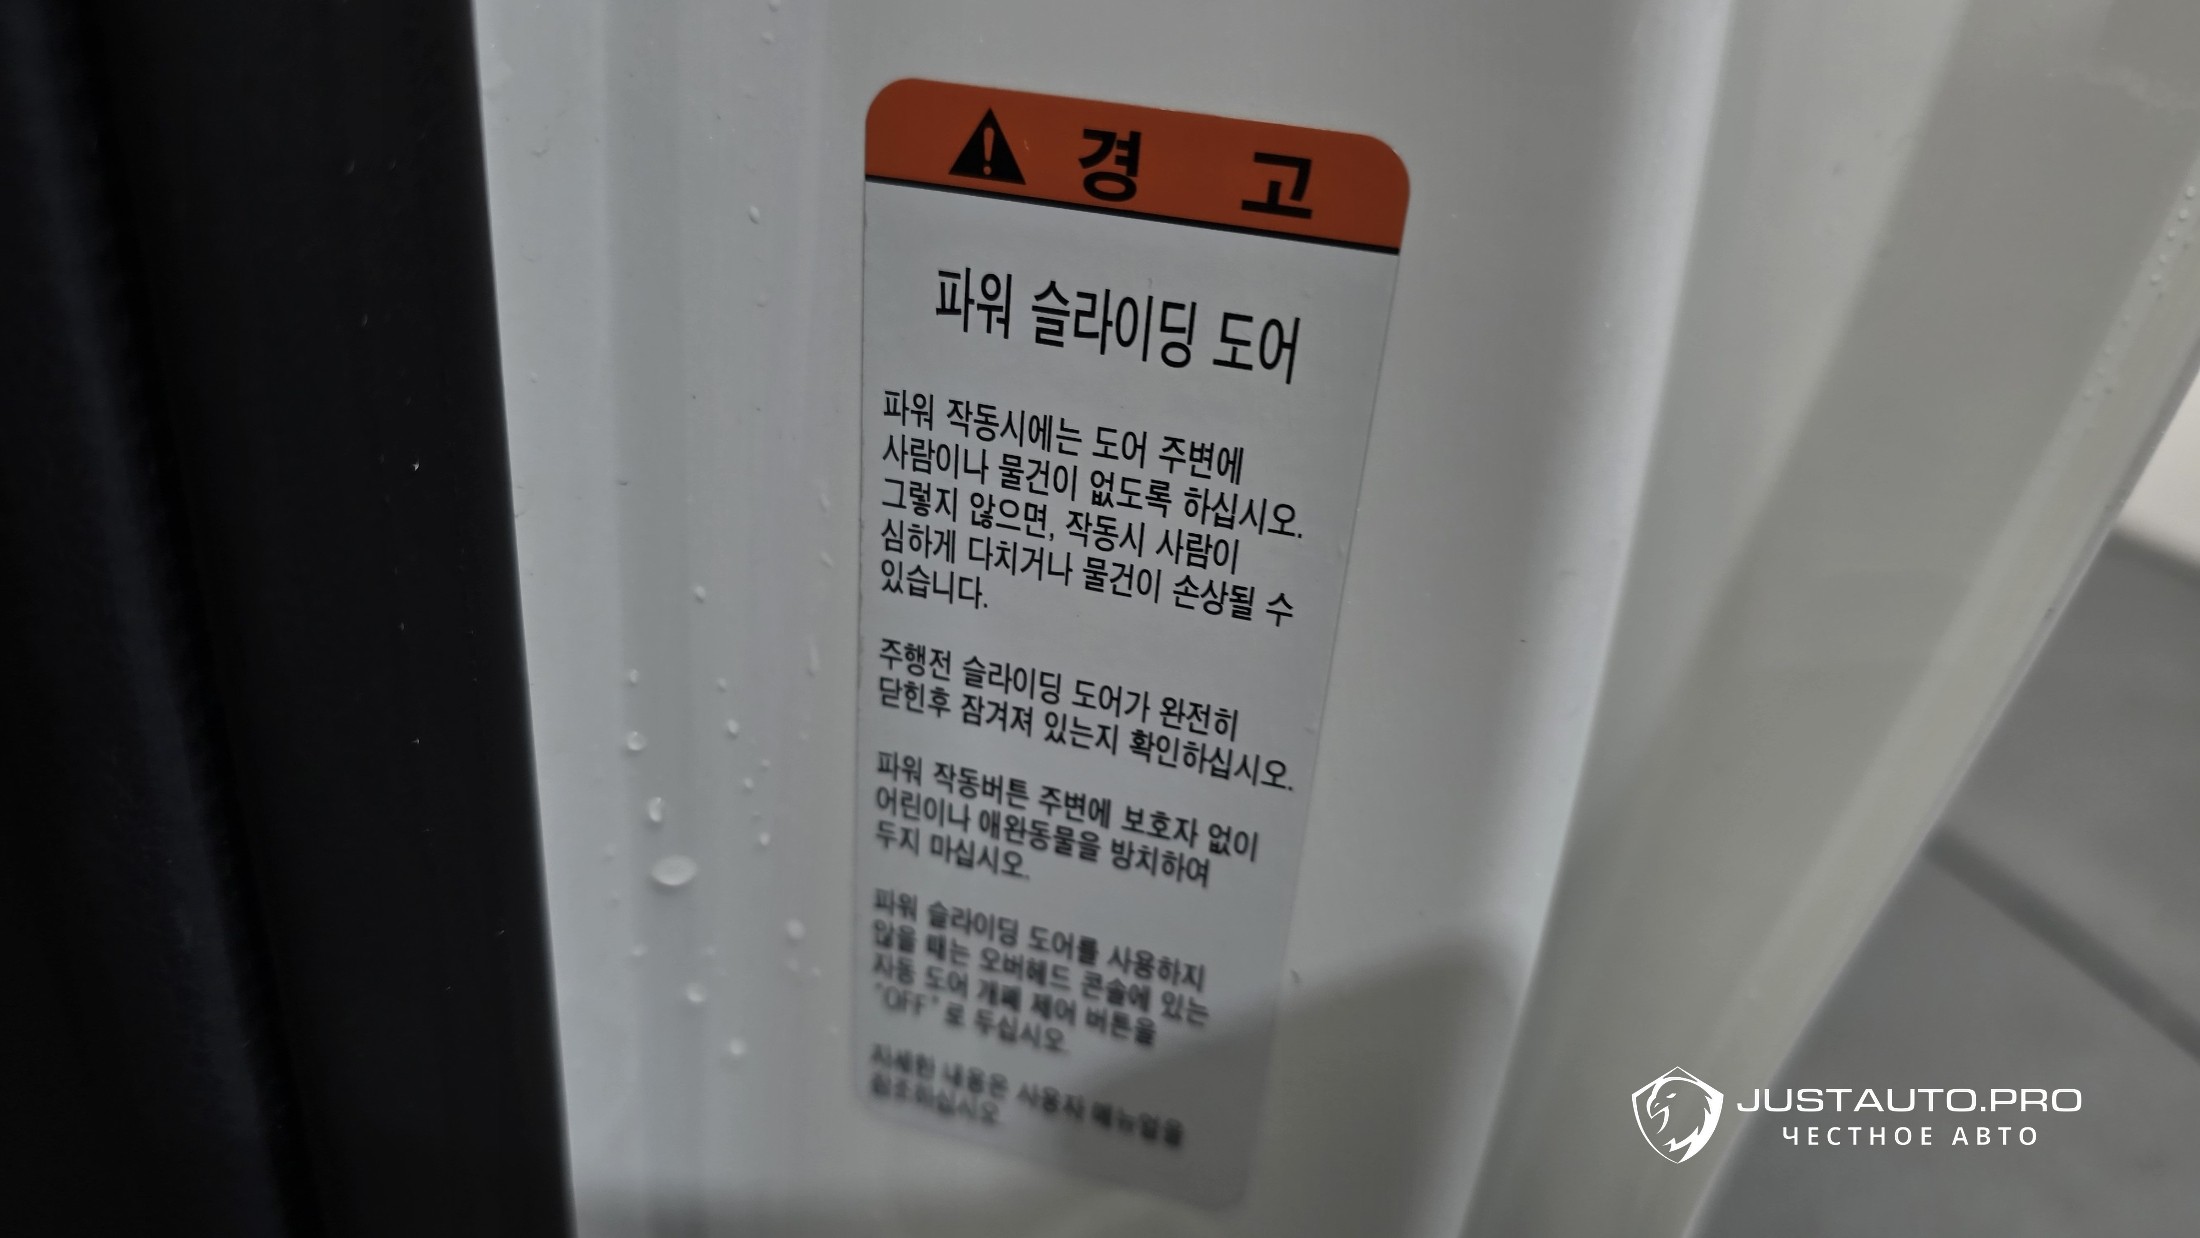 경 고
파워 슬라이딩 도어
파워 작동시에는 도어 주변에
사람이나 물건이 없도록 하십시오.
그렇지 않으면, 작동시 사람이
심하게 다치거나 물건이 손상될 수
있습니다.
주행전 슬라이딩 도어가 완전히
닫힌후 잠겨져 있는지 확인하십시오.
파워 작동버튼 주변에 보호자 없이
어린이나 애완동물을 방치하여
두지 마십시오.
파워 슬라이딩 도어를 사용하지
않을 때는 오버헤드 콘솔에 있는
자동 도어 개폐 제어 버튼을
"OFF"로 두십시오.
자세한 내용은 사용자 매뉴얼을
JUSTAUTO.PRO
ЧЕСТНОЕ АВТО